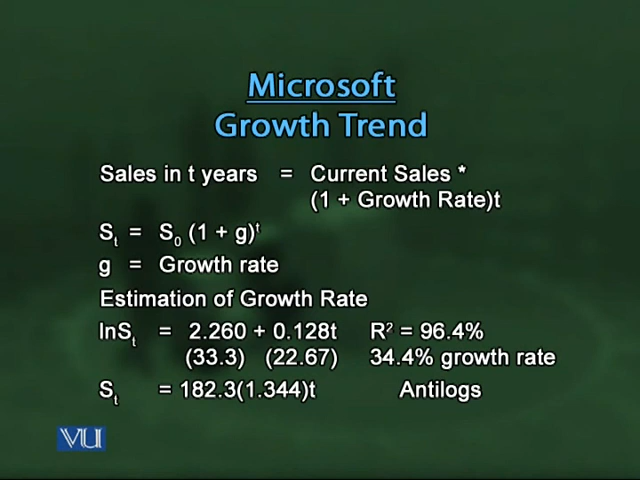 Microsoft
Growth Trend
Sales in t years = Current Sales *
(1 + Growth Rate)t
Sₜ = S₀ (1 + g)ᵗ
g = Growth rate
Estimation of Growth Rate
lnSₜ = 2.260 + 0.128t R² = 96.4%
(33.3) (22.67) 34.4% growth rate
Sₜ = 182.3(1.344)t Antilogs
VU